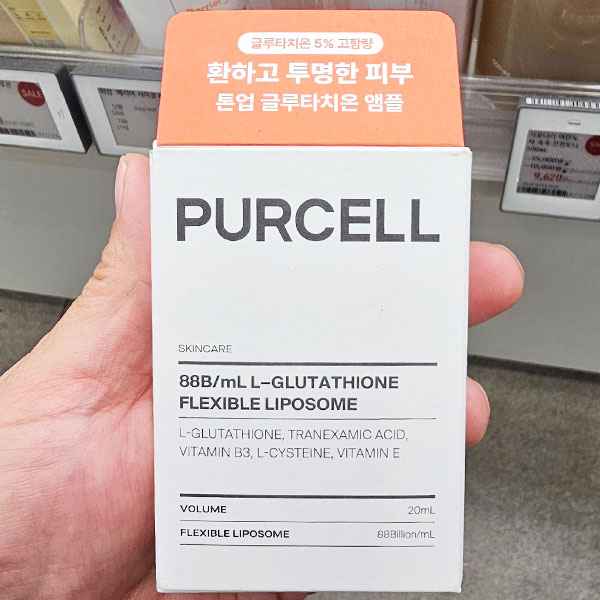 글루타치온 5% 고함량
환하고 투명한 피부
톤업 글루타치온 앰플
PURCELL
SKINCARE
88B/mL L-GLUTATHIONE
FLEXIBLE LIPOSOME
L-GLUTATHIONE, TRANEXAMIC ACID,
VITAMIN B3, L-CYSTEINE, VITAMIN E
VOLUME 20mL
FLEXIBLE LIPOSOME 88Billion/mL
SALE
9,620